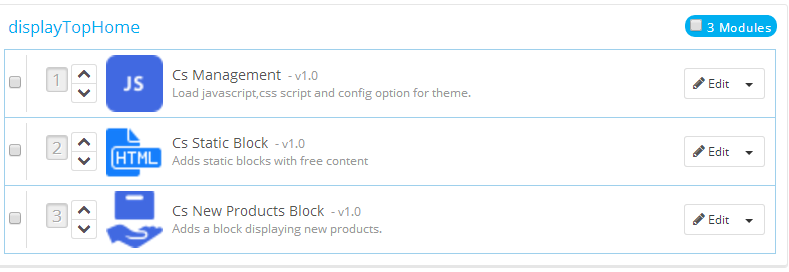 displayTopHome
3 Modules
1
JS
Cs Management - v1.0
Load javascript,css script and config option for theme.
Edit
2
HTML
Cs Static Block - v1.0
Adds static blocks with free content
Edit
3
Cs New Products Block - v1.0
Adds a block displaying new products.
Edit